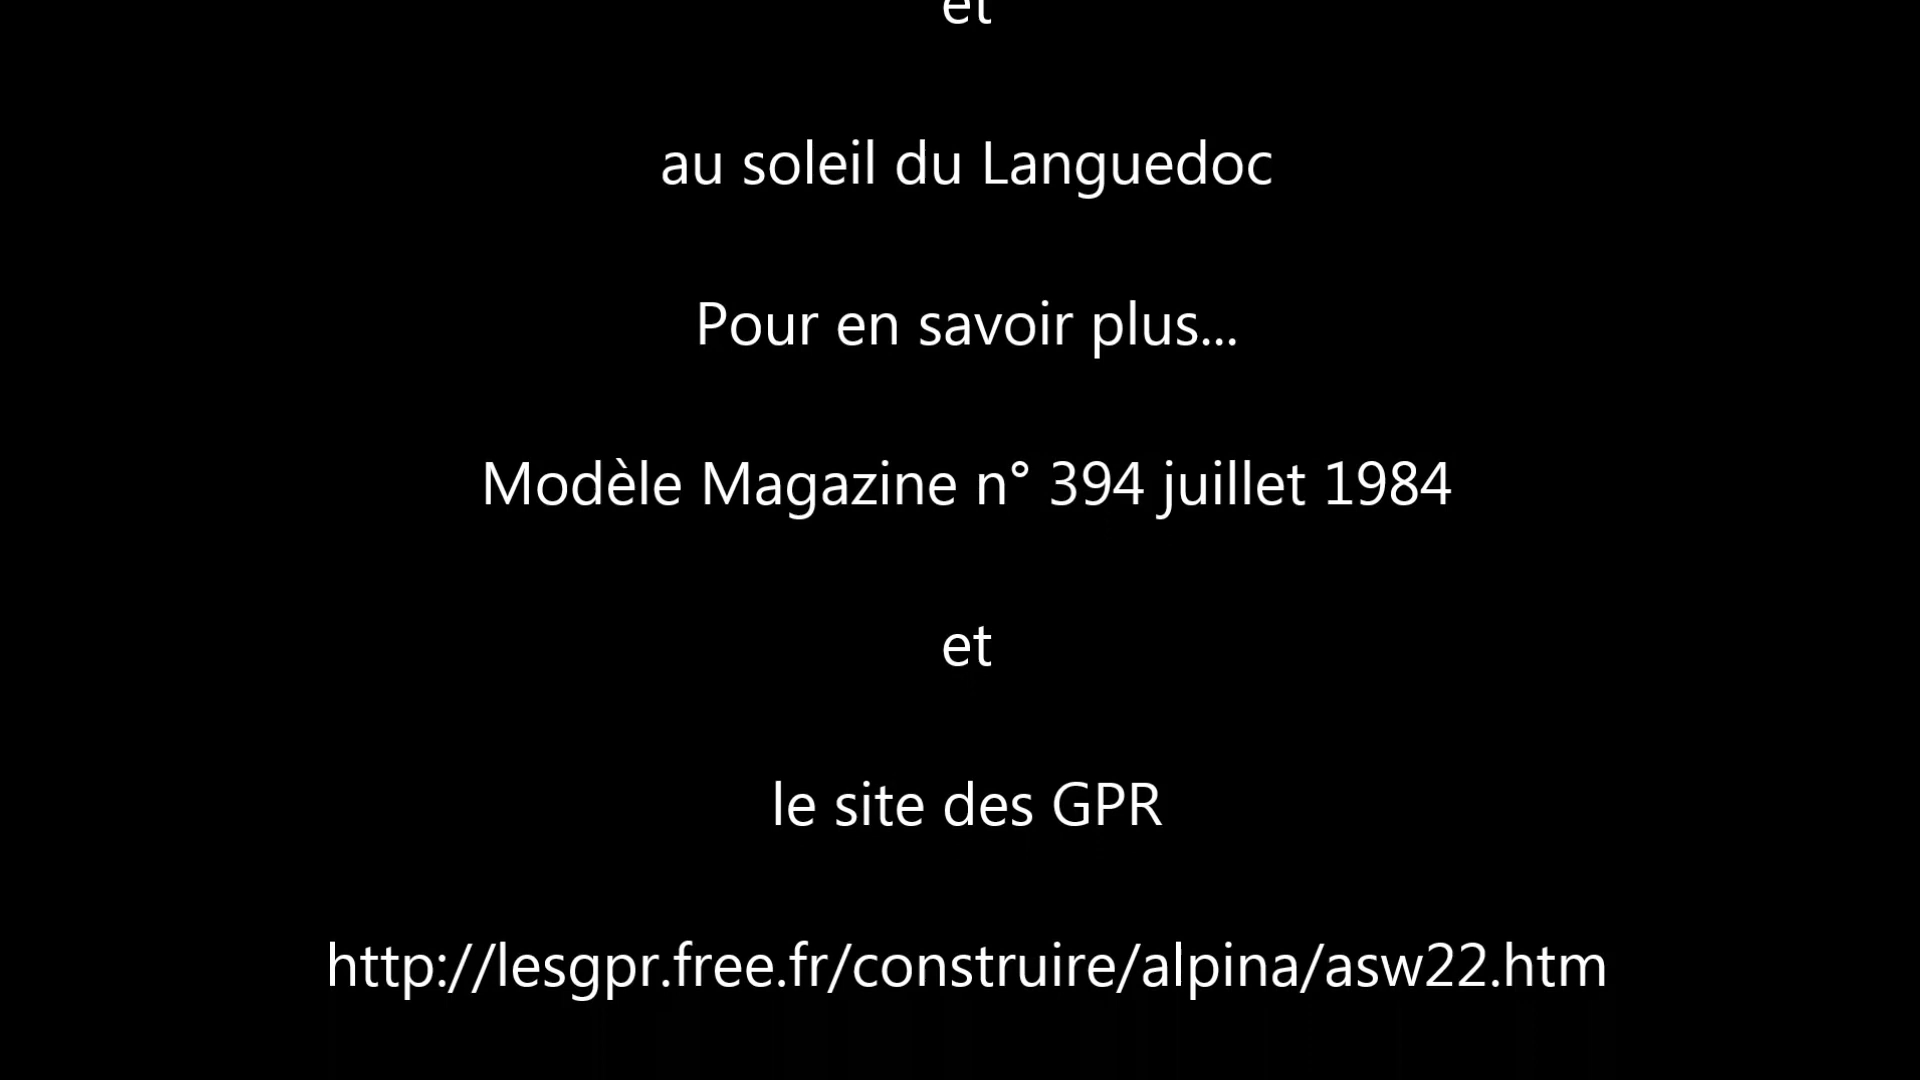 et
au soleil du Languedoc
Pour en savoir plus...
Modèle Magazine n° 394 juillet 1984
et
le site des GPR
http://lesgpr.free.fr/construire/alpina/asw22.htm